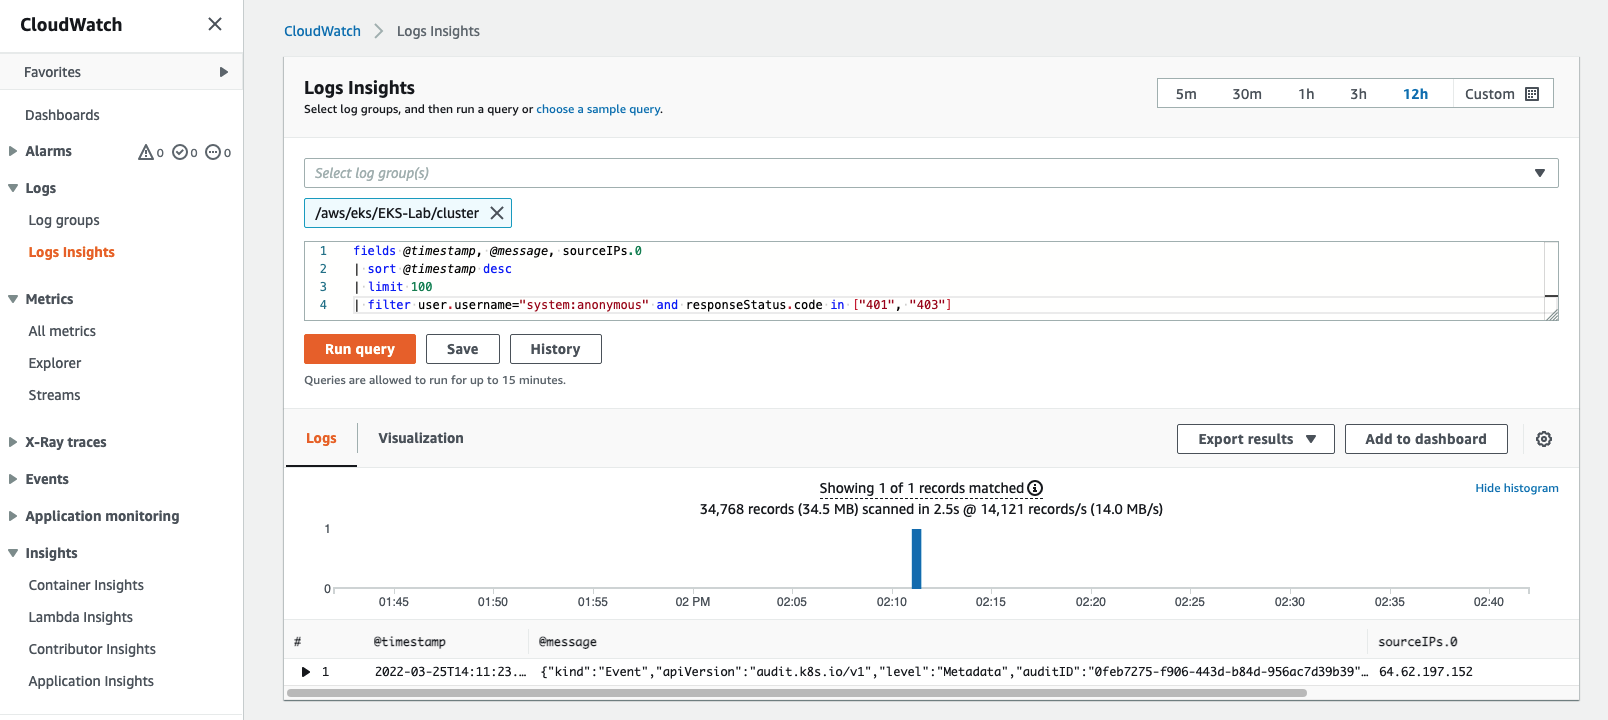 CloudWatch
Favorites
Dashboards
Alarms 0 0 0
Logs
Log groups
Logs Insights
Metrics
All metrics
Explorer
Streams
X-Ray traces
Events
Application monitoring
Insights
Container Insights
Lambda Insights
Contributor Insights
Application Insights
CloudWatch > Logs Insights
Logs Insights
Select log groups, and then run a query or choose a sample query.
5m 30m 1h 3h 12h Custom
Select log group(s)
/aws/eks/EKS-Lab/cluster
1 fields @timestamp, @message, sourceIPs.0
2 | sort @timestamp desc
3 | limit 100
4 | filter user.username="system:anonymous" and responseStatus.code in ["401", "403"]
Run query Save History
Queries are allowed to run for up to 15 minutes.
Logs Visualization Export results Add to dashboard
Showing 1 of 1 records matched
Hide histogram
34,768 records (34.5 MB) scanned in 2.5s @ 14,121 records/s (14.0 MB/s)
1
0
01:45 01:50 01:55 02 PM 02:05 02:10 02:15 02:20 02:25 02:30 02:35 02:40
# @timestamp @message sourceIPs.0
1 2022-03-25T14:11:23... {"kind":"Event","apiVersion":"audit.k8s.io/v1","level":"Metadata","auditID":"0feb7275-f906-443d-b84d-956ac7d39b39"... 64.62.197.152